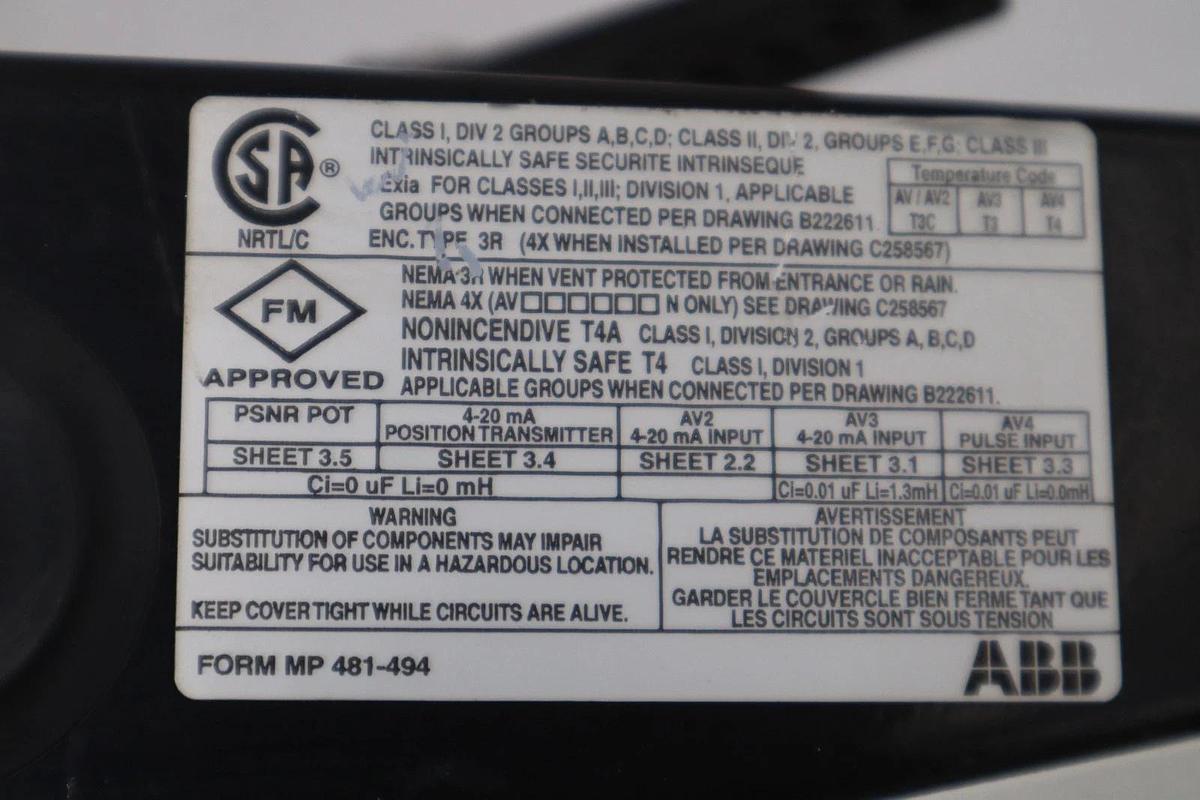 SA ®
NRTL/C
CLASS I, DIV 2 GROUPS A,B,C,D; CLASS II, DIV 2, GROUPS E,F,G: CLASS III
INTRINSICALLY SAFE SECURITE INTRINSEQUE
Exia FOR CLASSES I,II,III; DIVISION 1, APPLICABLE
GROUPS WHEN CONNECTED PER DRAWING B222611.
ENC.TYPE 3R (4X WHEN INSTALLED PER DRAWING C258567)
Temperature Code
AV/AV2 AV3 AV4
T3C T3 T4
FM
APPROVED
NEMA 3R WHEN VENT PROTECTED FROM ENTRANCE OR RAIN.
NEMA 4X (AV□□□□□□ N ONLY) SEE DRAWING C258567
NONINCENDIVE T4A CLASS I, DIVISION 2, GROUPS A, B,C,D
INTRINSICALLY SAFE T4 CLASS I, DIVISION 1
APPLICABLE GROUPS WHEN CONNECTED PER DRAWING B222611.
PSNR POT
4-20 mA
POSITION TRANSMITTER
AV2
4-20 mA INPUT
AV3
4-20 mA INPUT
AV4
PULSE INPUT
SHEET 3.5 SHEET 3.4 SHEET 2.2 SHEET 3.1 SHEET 3.3
Ci=0 uF Li=0 mH Ci=0.01 uF Li=1.3mH Ci=0.01 uF Li=0.0mH
WARNING
SUBSTITUTION OF COMPONENTS MAY IMPAIR
SUITABILITY FOR USE IN A HAZARDOUS LOCATION.
KEEP COVER TIGHT WHILE CIRCUITS ARE ALIVE.
AVERTISSEMENT
LA SUBSTITUTION DE COMPOSANTS PEUT
RENDRE CE MATERIEL INACCEPTABLE POUR LES
EMPLACEMENTS DANGEREUX.
GARDER LE COUVERCLE BIEN FERME TANT QUE
LES CIRCUITS SONT SOUS TENSION
FORM MP 481-494
ABB